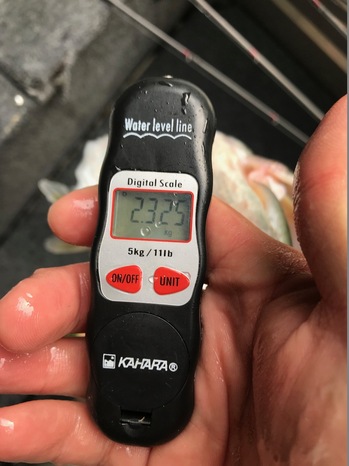 Water level line
Digital Scale
2.325
kg
5kg/11lb
ON/OFF
UNIT
KAHARA®